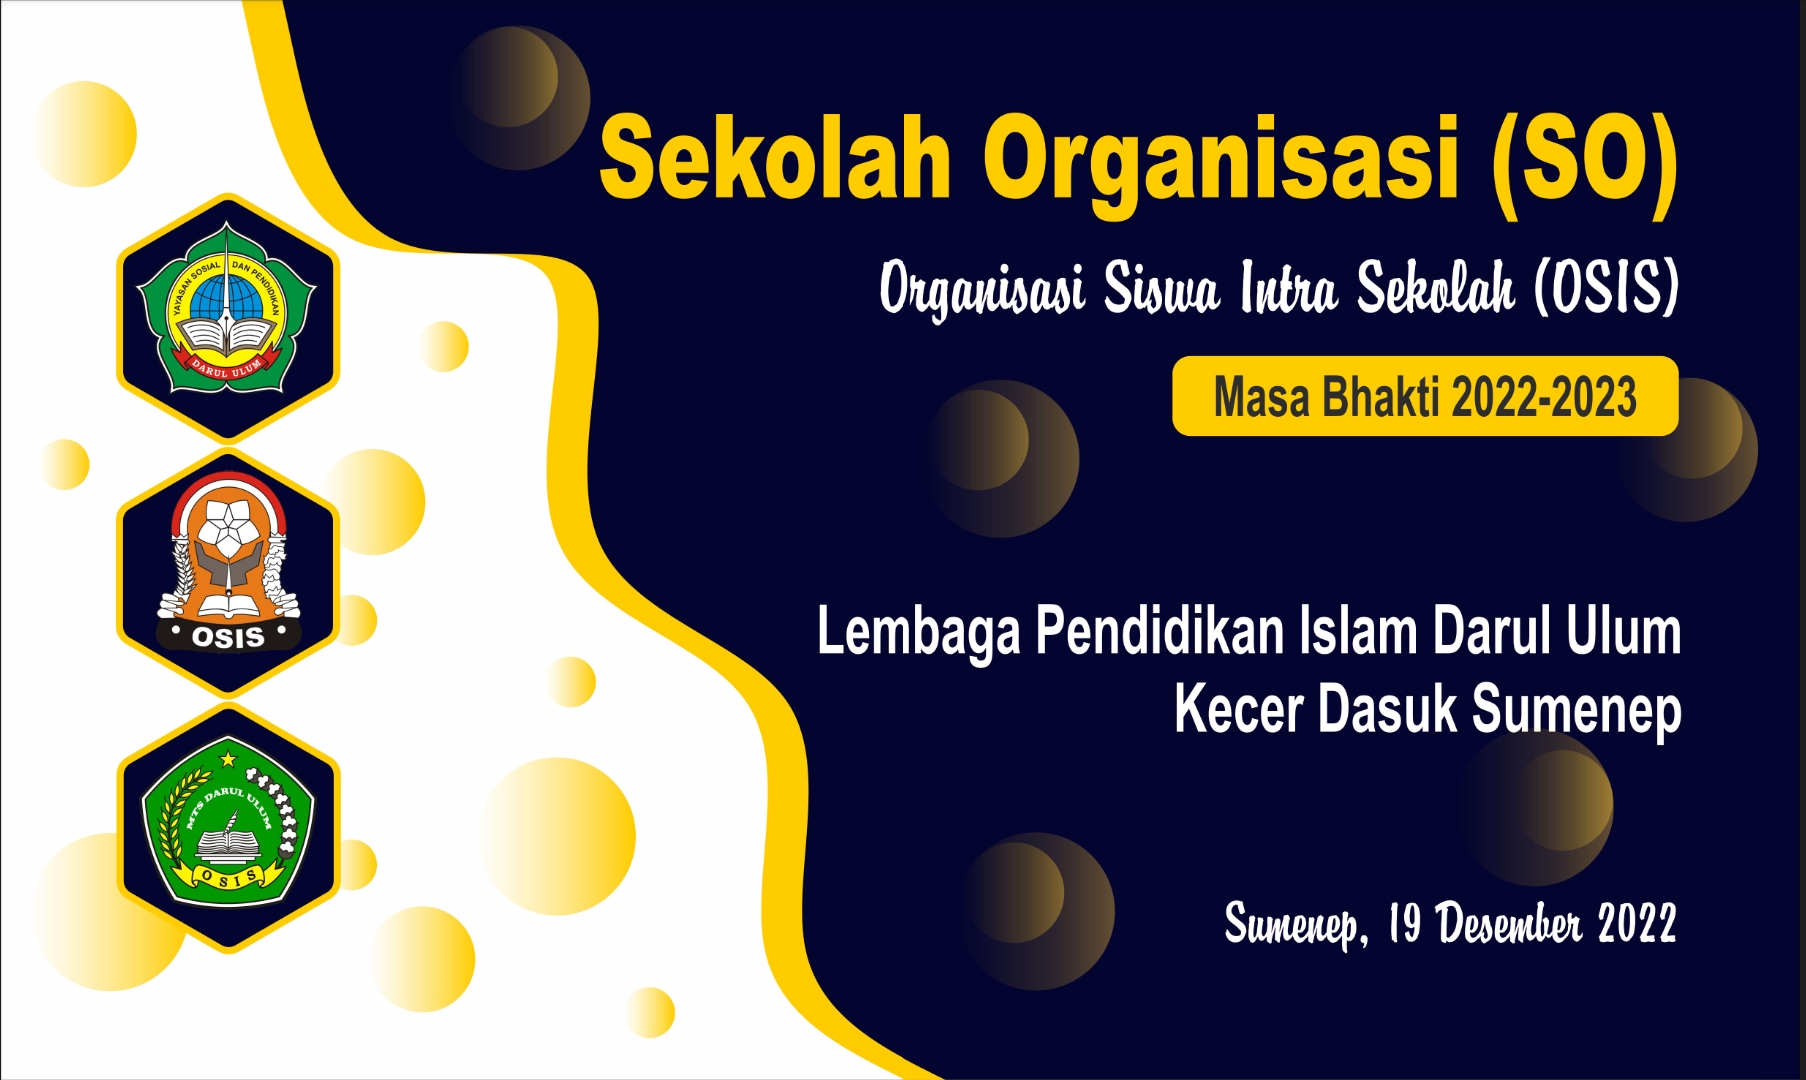 Sekolah Organisasi (SO)
Organisasi Siswa Intra Sekolah (OSIS)
Masa Bhakti 2022-2023
Lembaga Pendidikan Islam Darul Ulum
Kecer Dasuk Sumenep
Sumenep, 19 Desember 2022
YAYASAN SOSIAL DAN PENDIDIKAN
DARUL ULUM
OSIS
MTS DARUL ULUM
OSIS